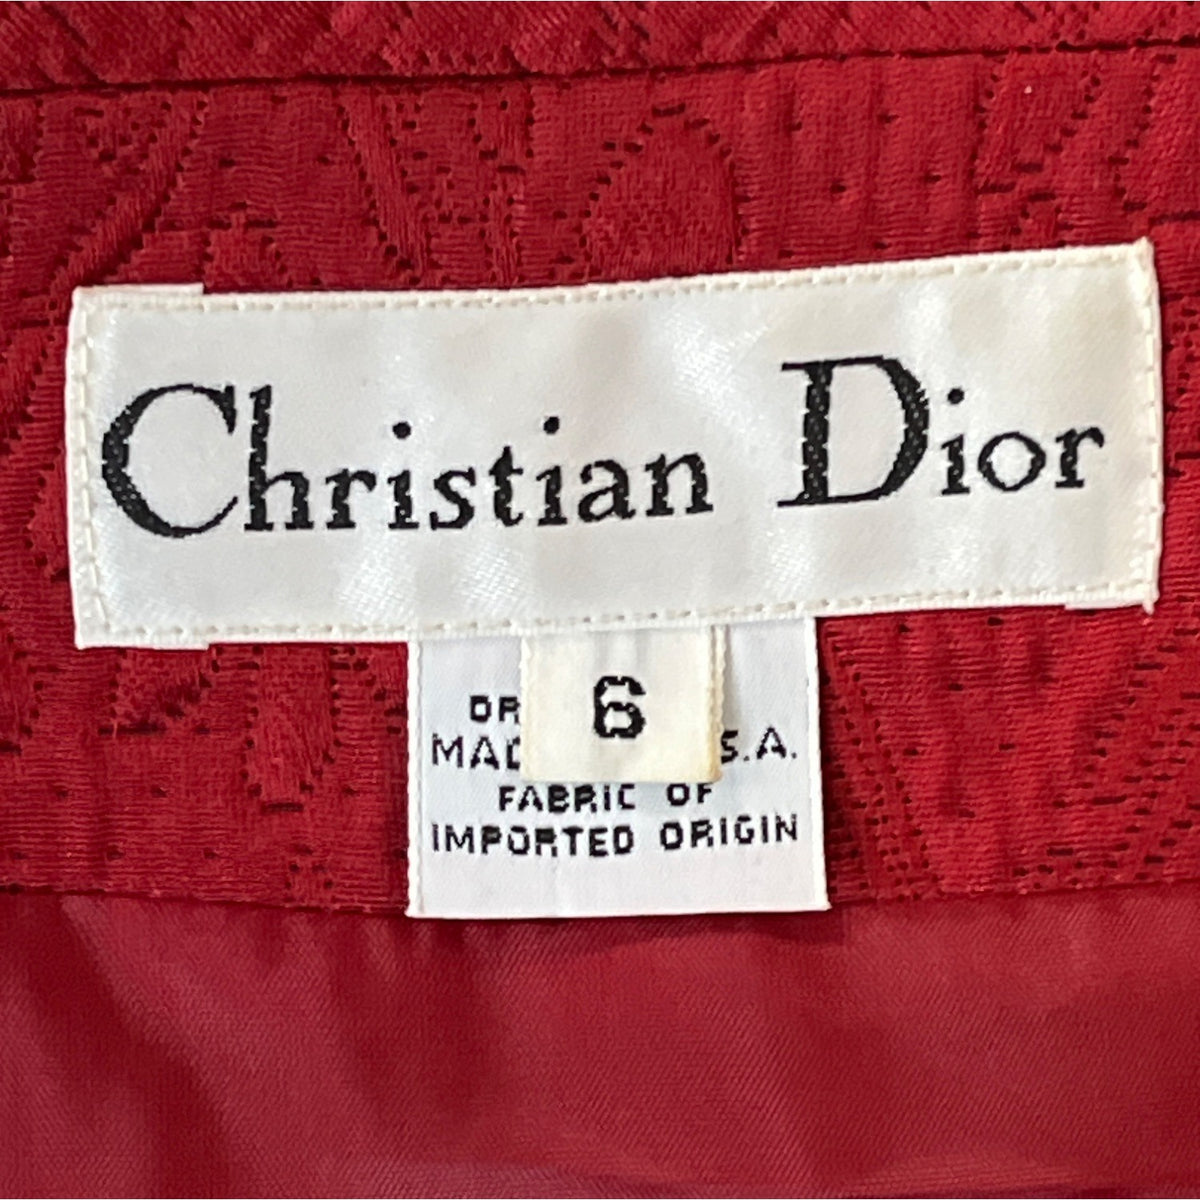 Christian Dior
6
S.A.
FABRIC OF
IMPORTED ORIGIN